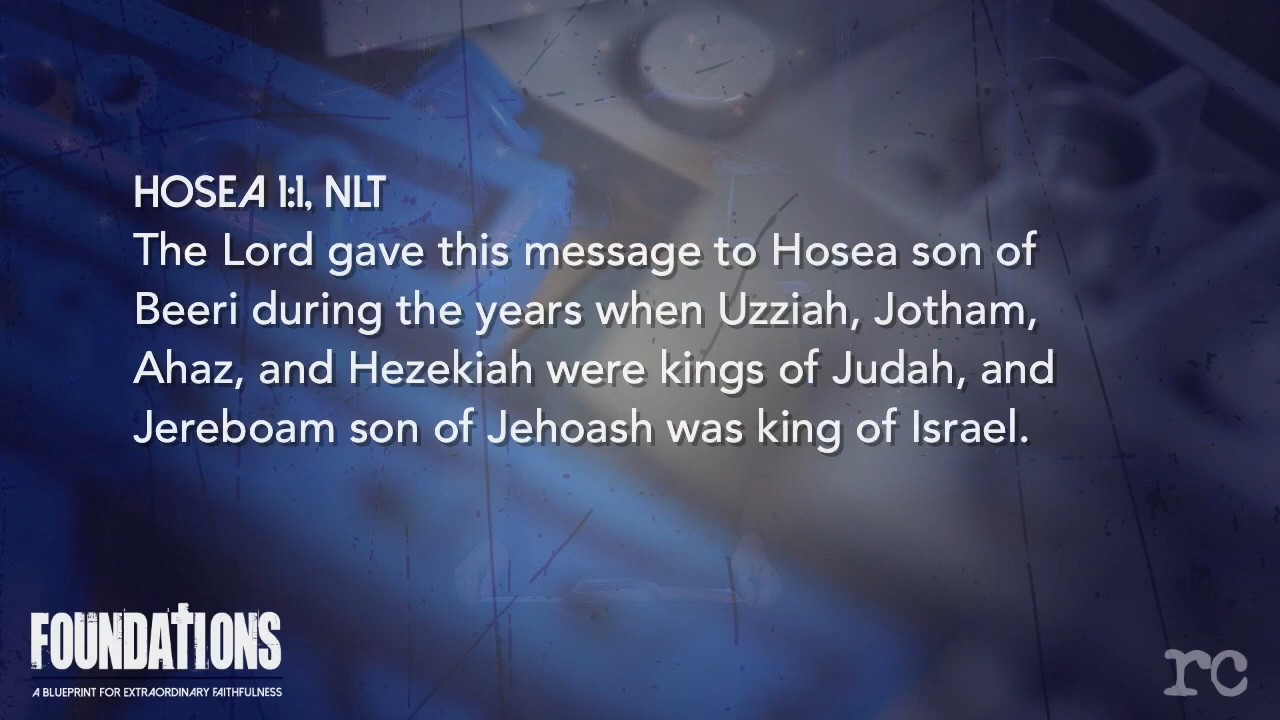 HOSEA 1:1, NLT
The Lord gave this message to Hosea son of
Beeri during the years when Uzziah, Jotham,
Ahaz, and Hezekiah were kings of Judah, and
Jereboam son of Jehoash was king of Israel.
FOUNDATIONS
A BLUEPRINT FOR EXTRAORDINARY FAITHFULNESS
rc